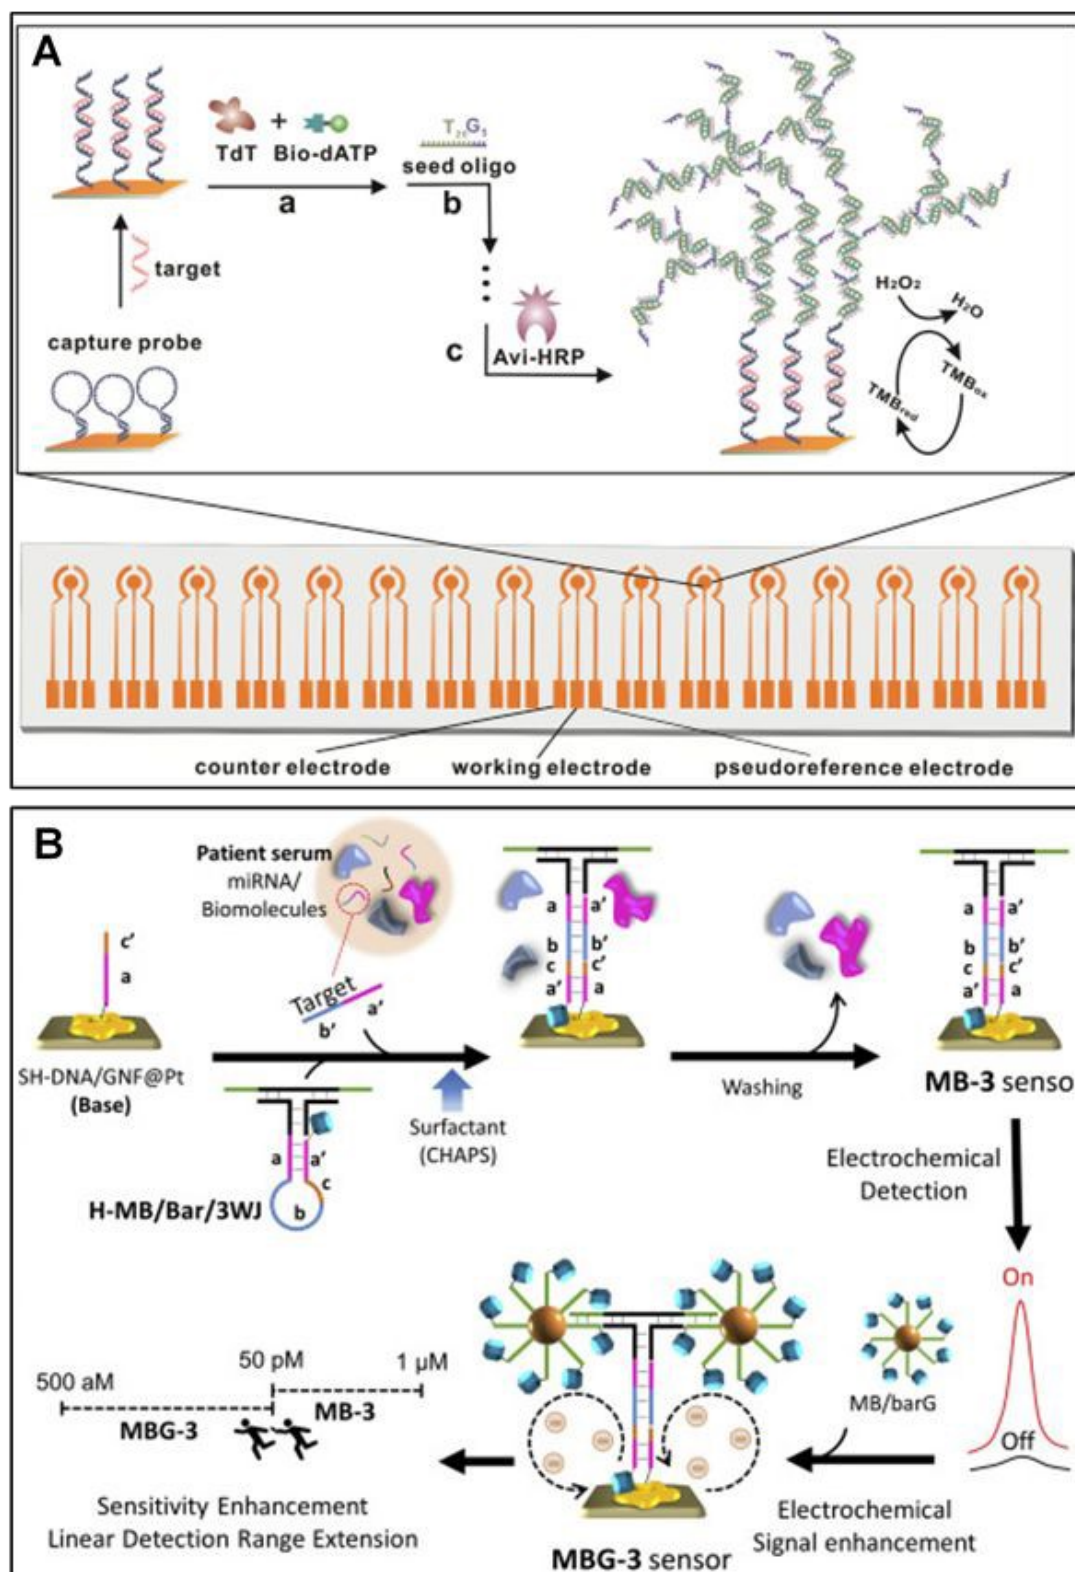 A
TdT + Bio-dATP
a
T₂₀G₅
seed oligo
b
target
capture probe
c
Avi-HRP
H₂O₂
H₂O
TMBox
TMBred
counter electrode
working electrode
pseudoreference electrode
B
Patient serum
miRNA/
Biomolecules
c'
a
Target
b'
a'
SH-DNA/GNF@Pt
(Base)
a
a'
c
b
H-MB/Bar/3WJ
Surfactant
(CHAPS)
a a'
b b'
c c'
a' a
Washing
a a'
b b'
c c'
a' a
MB-3 sensor
Electrochemical
Detection
On
Off
MB/barG
Electrochemical
Signal enhancement
MBG-3 sensor
500 aM
50 pM
1 µM
MBG-3
MB-3
Sensitivity Enhancement
Linear Detection Range Extension